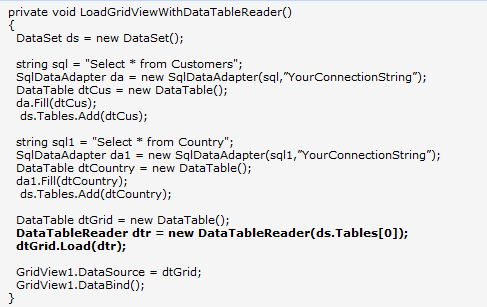 private void LoadGridViewWithDataTableReader()
{
DataSet ds = new DataSet();
string sql = "Select * from Customers";
SqlDataAdapter da = new SqlDataAdapter(sql,”YourConnectionString”);
DataTable dtCus = new DataTable();
da.Fill(dtCus);
ds.Tables.Add(dtCus);
string sql1 = "Select * from Country";
SqlDataAdapter da1 = new SqlDataAdapter(sql1,”YourConnectionString”);
DataTable dtCountry = new DataTable();
da1.Fill(dtCountry);
ds.Tables.Add(dtCountry);
DataTable dtGrid = new DataTable();
DataTableReader dtr = new DataTableReader(ds.Tables[0]);
dtGrid.Load(dtr);
GridView1.DataSource = dtGrid;
GridView1.DataBind();
}